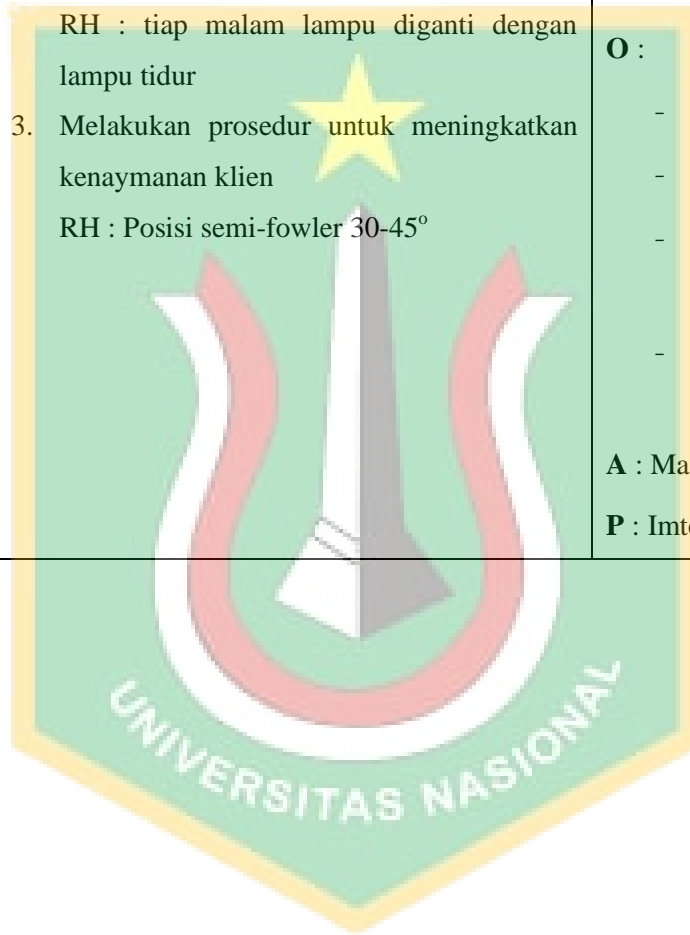 RH : tiap malam lampu diganti dengan
lampu tidur
3. Melakukan prosedur untuk meningkatkan
kenaymanan klien
RH : Posisi semi-fowler 30-45°
O :
-
-
-
-
A : Ma
P : Imt
UNIVERSITAS NASIONAL